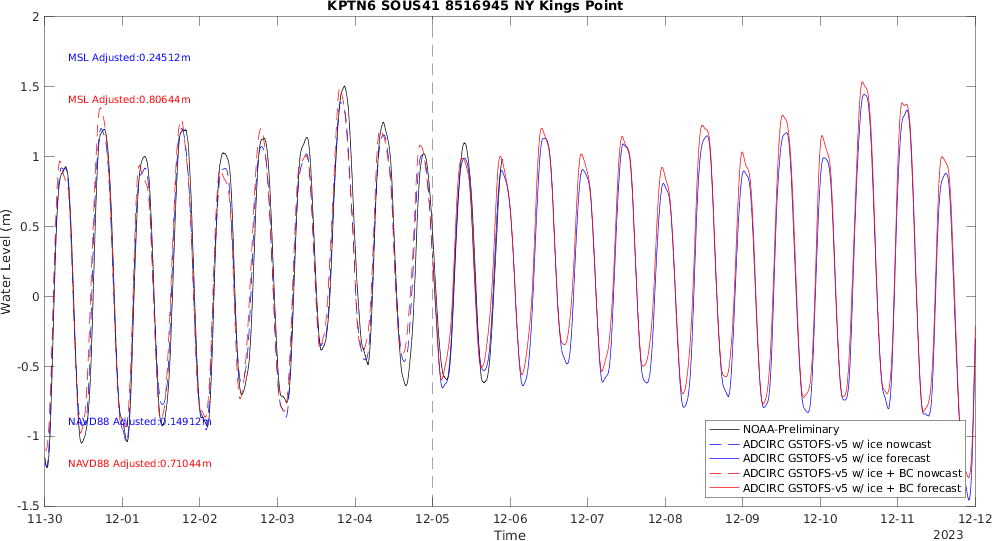 KPTN6 SOUS41 8516945 NY Kings Point
2
MSL Adjusted:0.24512m
1.5
MSL Adjusted:0.80644m
1
0.5
Water Level (m)
0
-0.5
NAVD88 Adjusted:0.14912m
-1
NOAA-Preliminary
ADCIRC GSTOFS-v5 w/ ice nowcast
ADCIRC GSTOFS-v5 w/ ice forecast
NAVD88 Adjusted:0.71044m
ADCIRC GSTOFS-v5 w/ ice + BC nowcast
ADCIRC GSTOFS-v5 w/ ice + BC forecast
-1.5
11-30 12-01 12-02 12-03 12-04 12-05 12-06 12-07 12-08 12-09 12-10 12-11 12-12
Time
2023